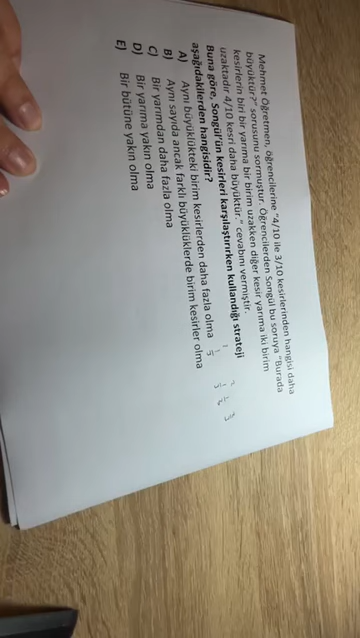 Mehmet Öğretmen, öğrencilerine "4/10 ile 3/10 kesirlerinden hangisi daha
büyüktür?" sorusunu sormuştur. Öğrencilerden Songül bu soruya "Burada
kesirlerin biri bir yarıma bir birim uzakken diğer kesir yarıma iki birim
uzaktadır 4/10 kesri daha büyüktür." cevabını vermiştir.
Buna göre, Songül'ün kesirleri karşılaştırırken kullandığı strateji
aşağıdakilerden hangisidir?
A) Aynı büyüklükteki birim kesirlerden daha fazla olma
B) Aynı sayıda ancak farklı büyüklüklerde birim kesirler olma
C) Bir yarımdan daha fazla olma
D) Bir yarıma yakın olma
E) Bir bütüne yakın olma